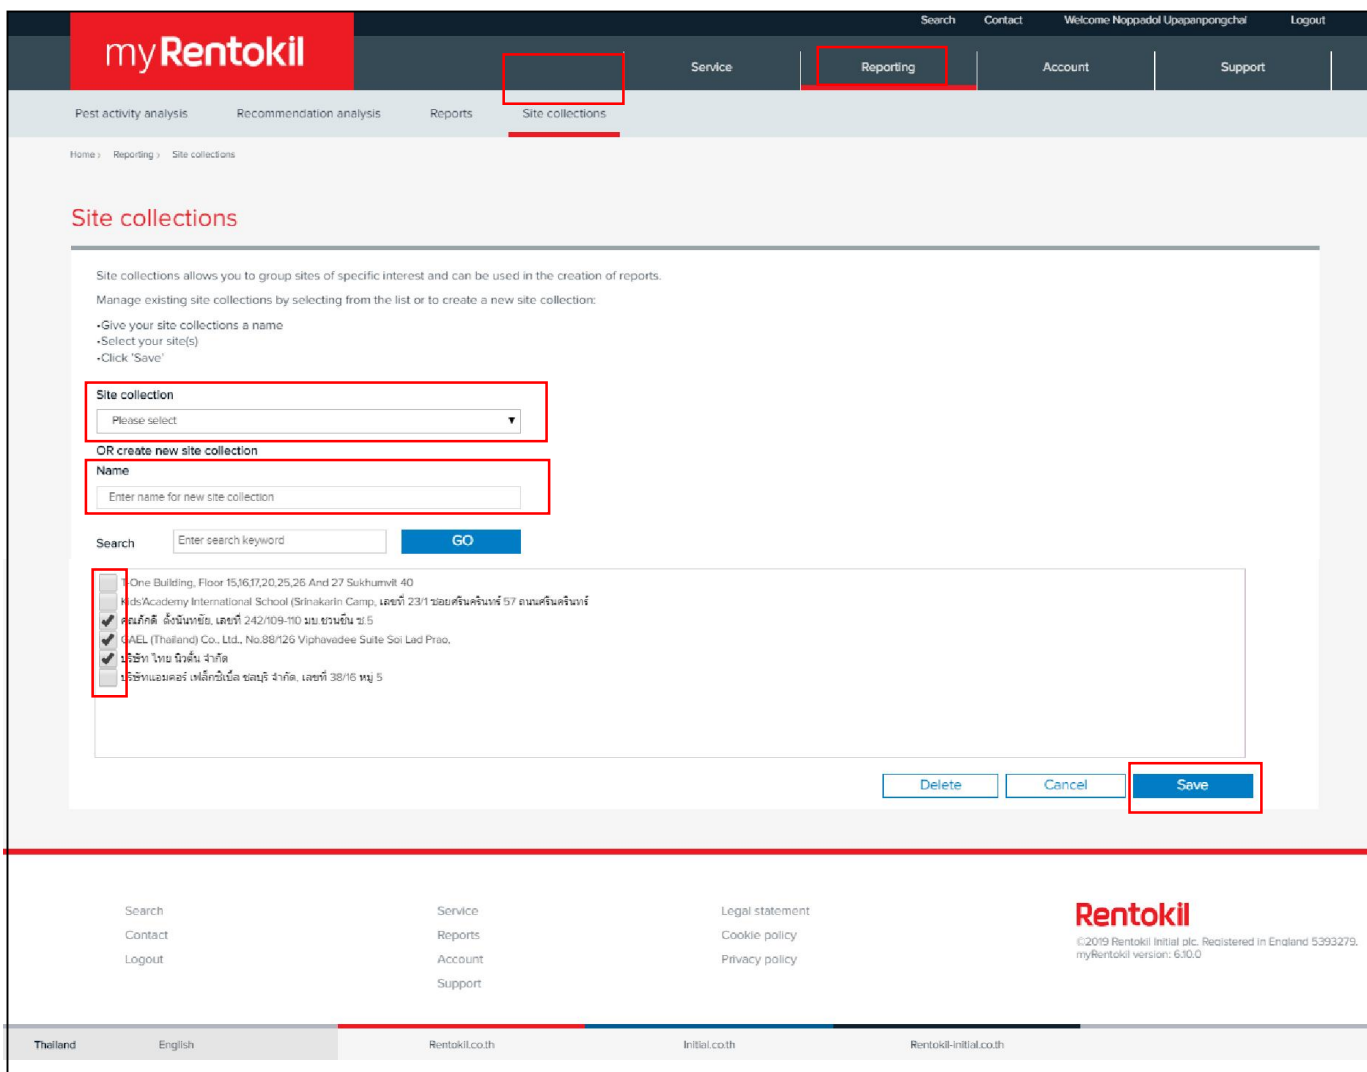 Search Contact Welcome Noppadol Upapanpongchai Logout
myRentokil
Service Reporting Account Support
Pest activity analysis Recommendation analysis Reports Site collections
Home › Reporting › Site collections
Site collections
Site collections allows you to group sites of specific interest and can be used in the creation of reports.
Manage existing site collections by selecting from the list or to create a new site collection:
•Give your site collections a name
•Select your site(s)
•Click 'Save'
Site collection
Please select
OR create new site collection
Name
Enter name for new site collection
Search Enter search keyword GO
T-One Building, Floor 15,16,17,20,25,26 And 27 Sukhumvit 40
Kids'Academy International School (Srinakarin Camp, เลขที่ 23/1 ซอยศรีนครินทร์ 57 ถนนศรีนครินทร์
คุณภักดี ตั้งนันทชัย, เลขที่ 242/109-110 มบ.ชวนชื่น ซ.5
GAEL (Thailand) Co., Ltd., No.88/126 Viphavadee Suite Soi Lad Prao,
บริษัท ไทย นิวตั้น จำกัด
บริษัทแอมคอร์ เฟล็กซิเบิ้ล ชลบุรี จำกัด, เลขที่ 38/16 หมู่ 5
Delete Cancel Save
Search Service Legal statement
Contact Reports Cookie policy
Logout Account Privacy policy
Support
Rentokil
©2019 Rentokil Initial plc. Registered in England 5393279.
myRentokil version: 6.10.0
Thailand English Rentokil.co.th Initial.co.th Rentokil-Initial.co.th